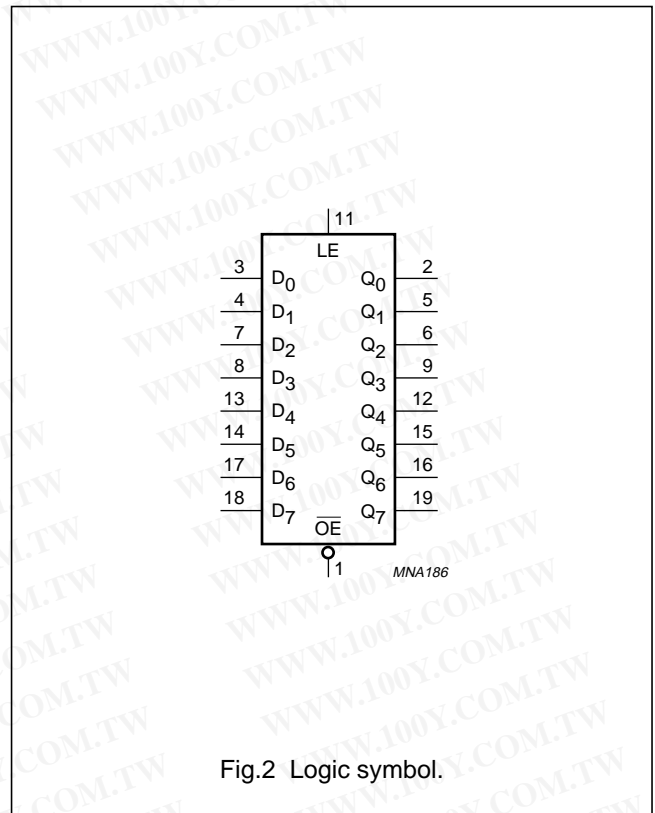 11
LE
3 D0 Q0 2
4 D1 Q1 5
7 D2 Q2 6
8 D3 Q3 9
13 D4 Q4 12
14 D5 Q5 15
17 D6 Q6 16
18 D7 Q7 19
OE
1
MNA186
Fig.2 Logic symbol.
WWW.100Y.COM.TW